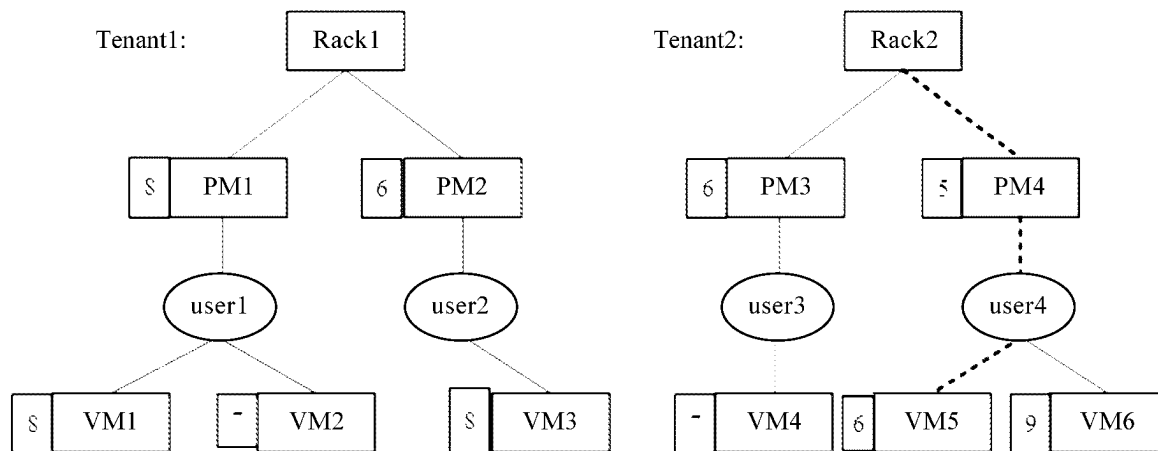 Tenant1: Rack1 Tenant2: Rack2
8 PM1 6 PM2 6 PM3 5 PM4
user1 user2 user3 user4
8 VM1 VM2 8 VM3 VM4 6 VM5 9 VM6